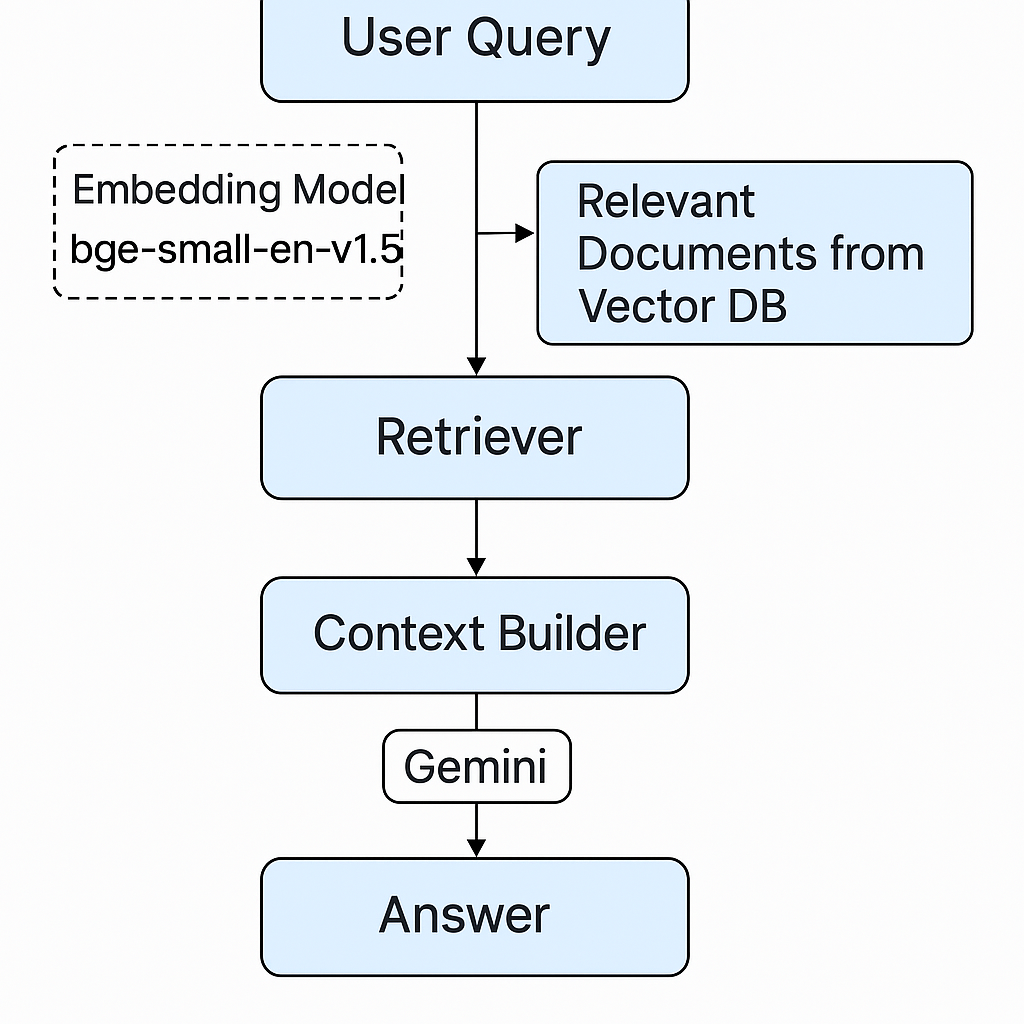 User Query
Embedding Model
bge-small-en-v1.5
Relevant
Documents from
Vector DB
Retriever
Context Builder
Gemini
Answer